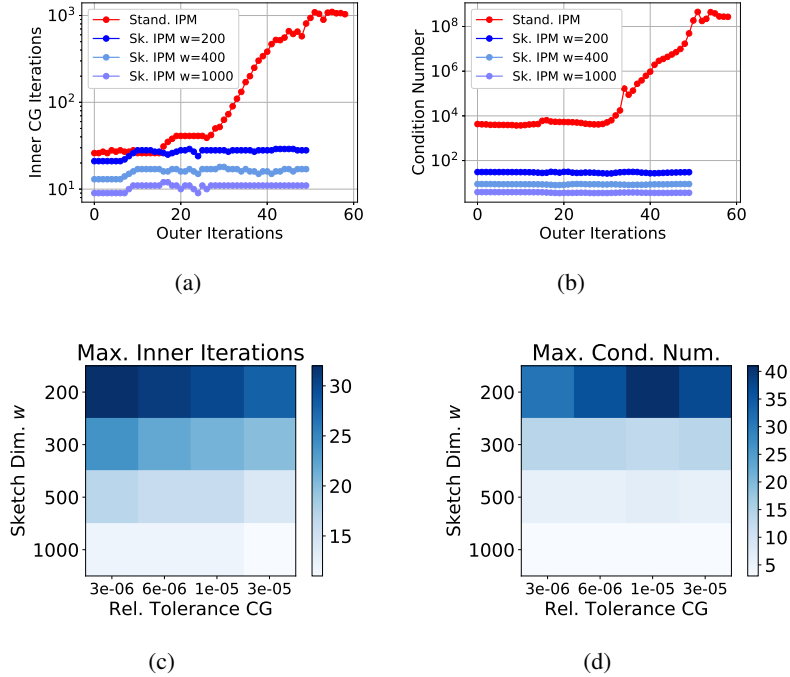 10³
10²
10¹
Inner CG Iterations
Stand. IPM
Sk. IPM w=200
Sk. IPM w=400
Sk. IPM w=1000
0 20 40 60
Outer Iterations
(a)
10⁸
10⁶
10⁴
10²
Condition Number
Stand. IPM
Sk. IPM w=200
Sk. IPM w=400
Sk. IPM w=1000
0 20 40 60
Outer Iterations
(b)
Max. Inner Iterations
Sketch Dim. w
200
300
500
1000
3e-06 6e-06 1e-05 3e-05
Rel. Tolerance CG
30
25
20
15
(c)
Max. Cond. Num.
Sketch Dim. w
200
300
500
1000
3e-06 6e-06 1e-05 3e-05
Rel. Tolerance CG
40
35
30
25
20
15
10
5
(d)